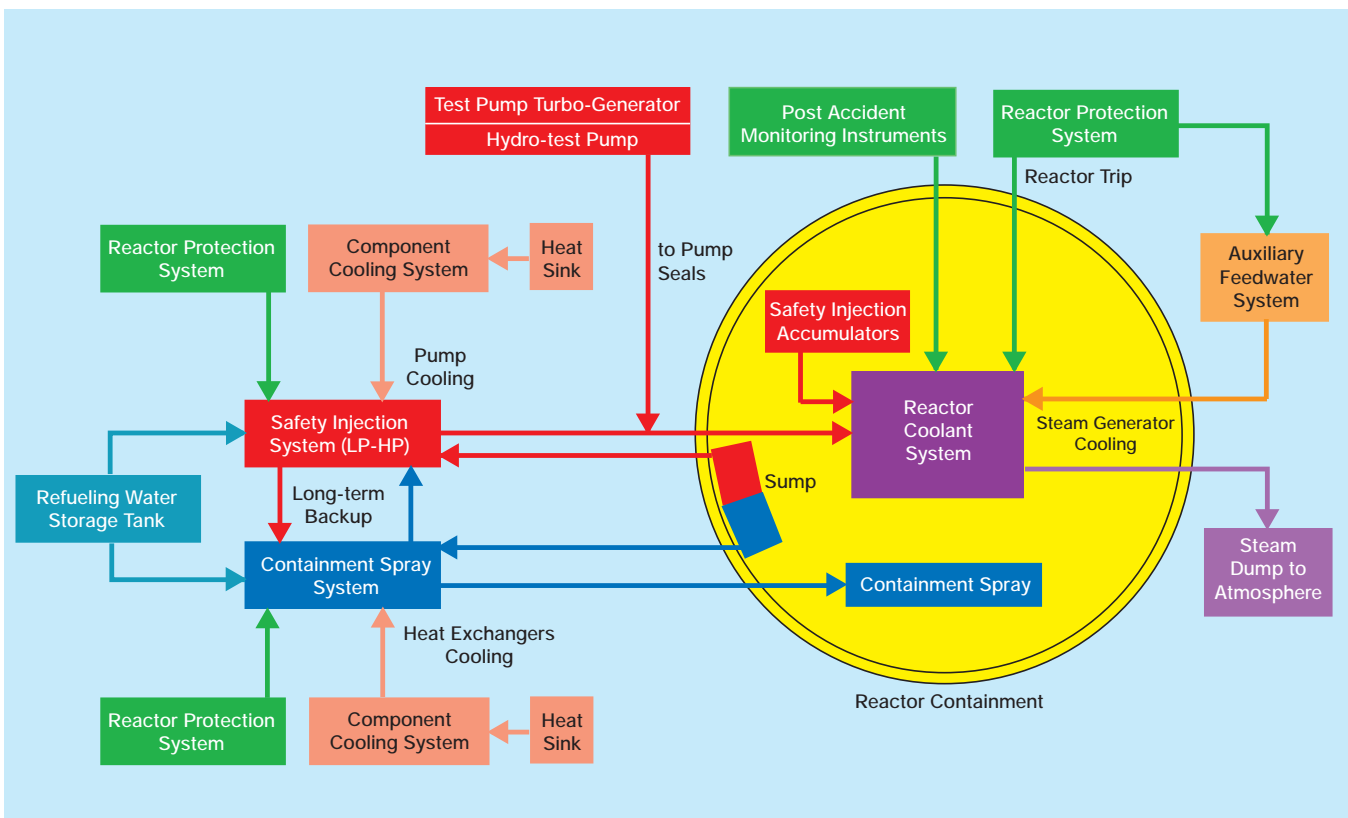 Test Pump Turbo-Generator
Hydro-test Pump
Post Accident
Monitoring Instruments
Reactor Protection
System
Reactor Trip
Reactor Protection
System
Component
Cooling System
Heat
Sink
to Pump
Seals
Auxiliary
Feedwater
System
Safety Injection
Accumulators
Pump
Cooling
Safety Injection
System (LP-HP)
Reactor
Coolant
System
Steam Generator
Cooling
Refueling Water
Storage Tank
Long-term
Backup
Sump
Containment Spray
System
Containment Spray
Steam
Dump to
Atmosphere
Heat Exchangers
Cooling
Reactor Protection
System
Component
Cooling System
Heat
Sink
Reactor Containment